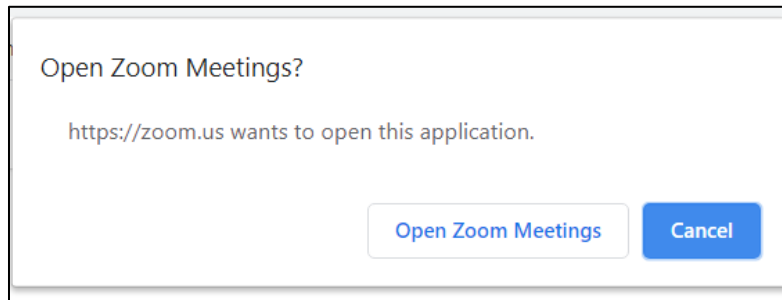 Open Zoom Meetings?
https://zoom.us wants to open this application.
Open Zoom Meetings
Cancel